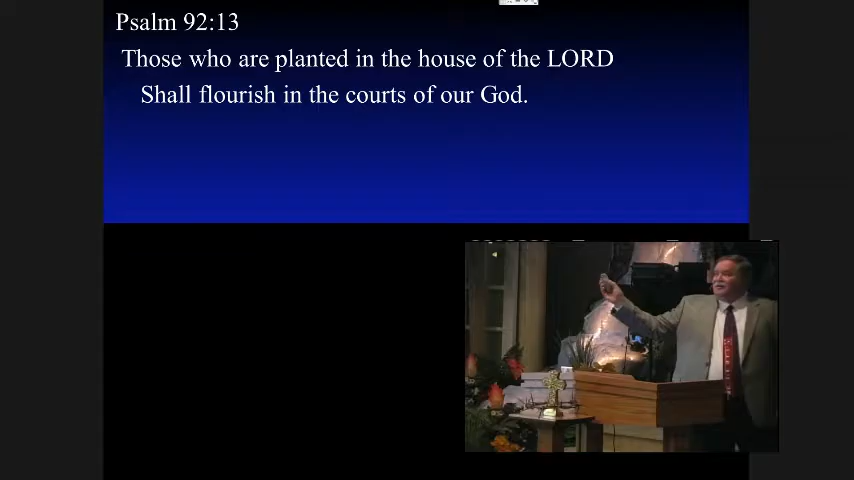 Psalm 92:13
Those who are planted in the house of the LORD
Shall flourish in the courts of our God.